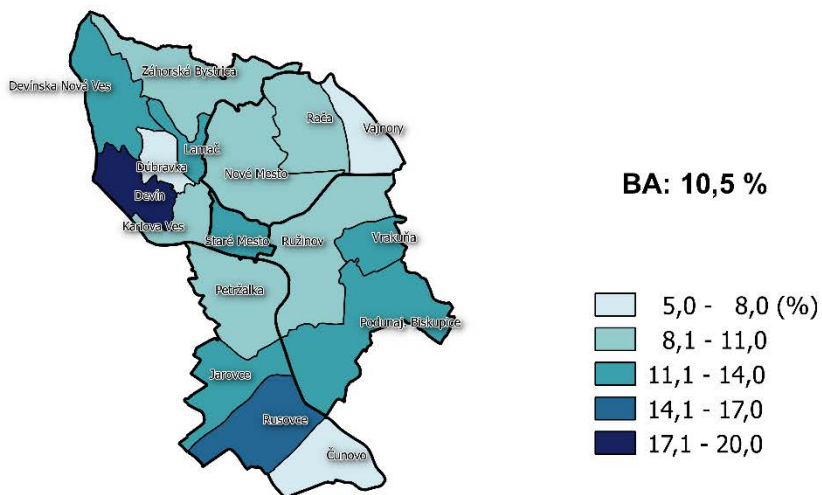 Záhorská Bystrica
Devínska Nová Ves
Rača
Vajnory
Lamač
Dúbravka
Nové Mesto
Devín
Karlova Ves
Staré Mesto
Ružinov
Vrakuňa
Petržalka
Podunaj. Biskupice
Jarovce
Rusovce
Čunovo
BA: 10,5 %
5,0 - 8,0 (%)
8,1 - 11,0
11,1 - 14,0
14,1 - 17,0
17,1 - 20,0